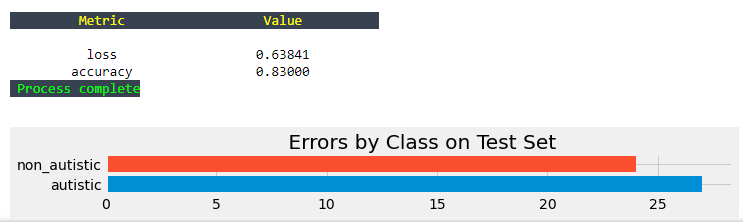 Metric Value
loss 0.63841
accuracy 0.83000
Process complete
Errors by Class on Test Set
non_autistic
autistic
0 5 10 15 20 25